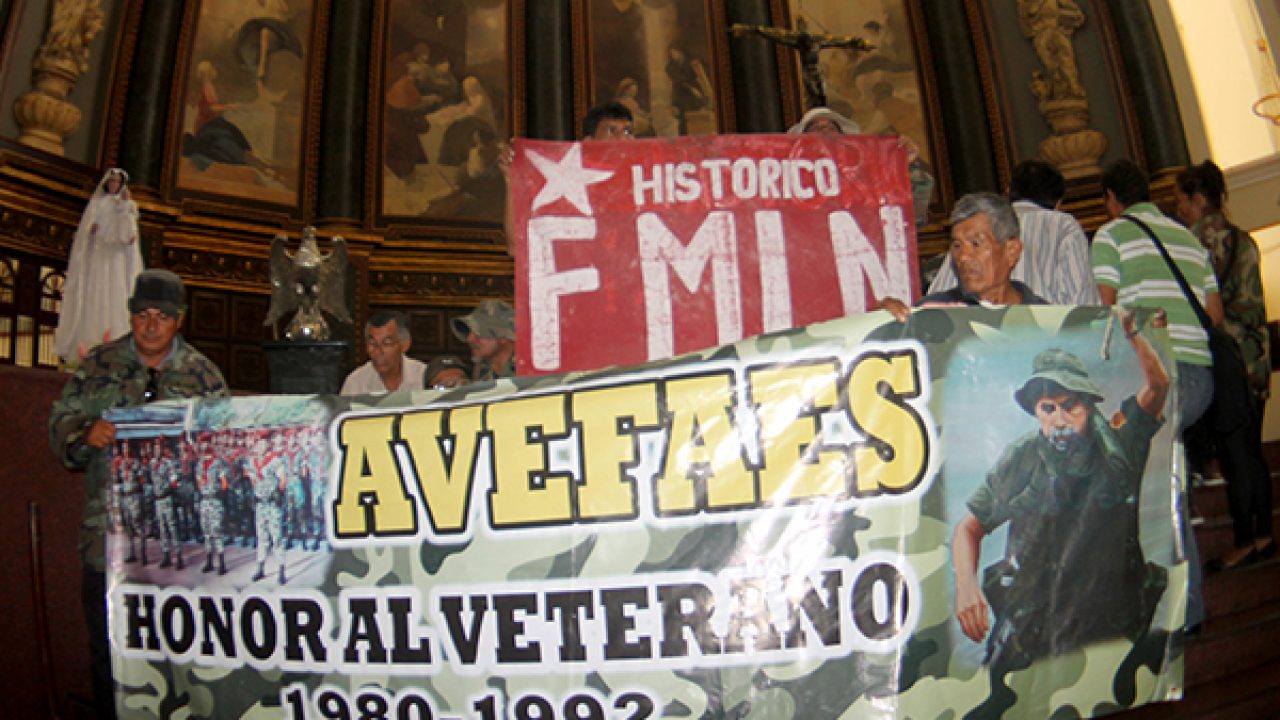 HISTORICO
FMLN
AVEFAES
HONOR AL VETERANO
1980-1992